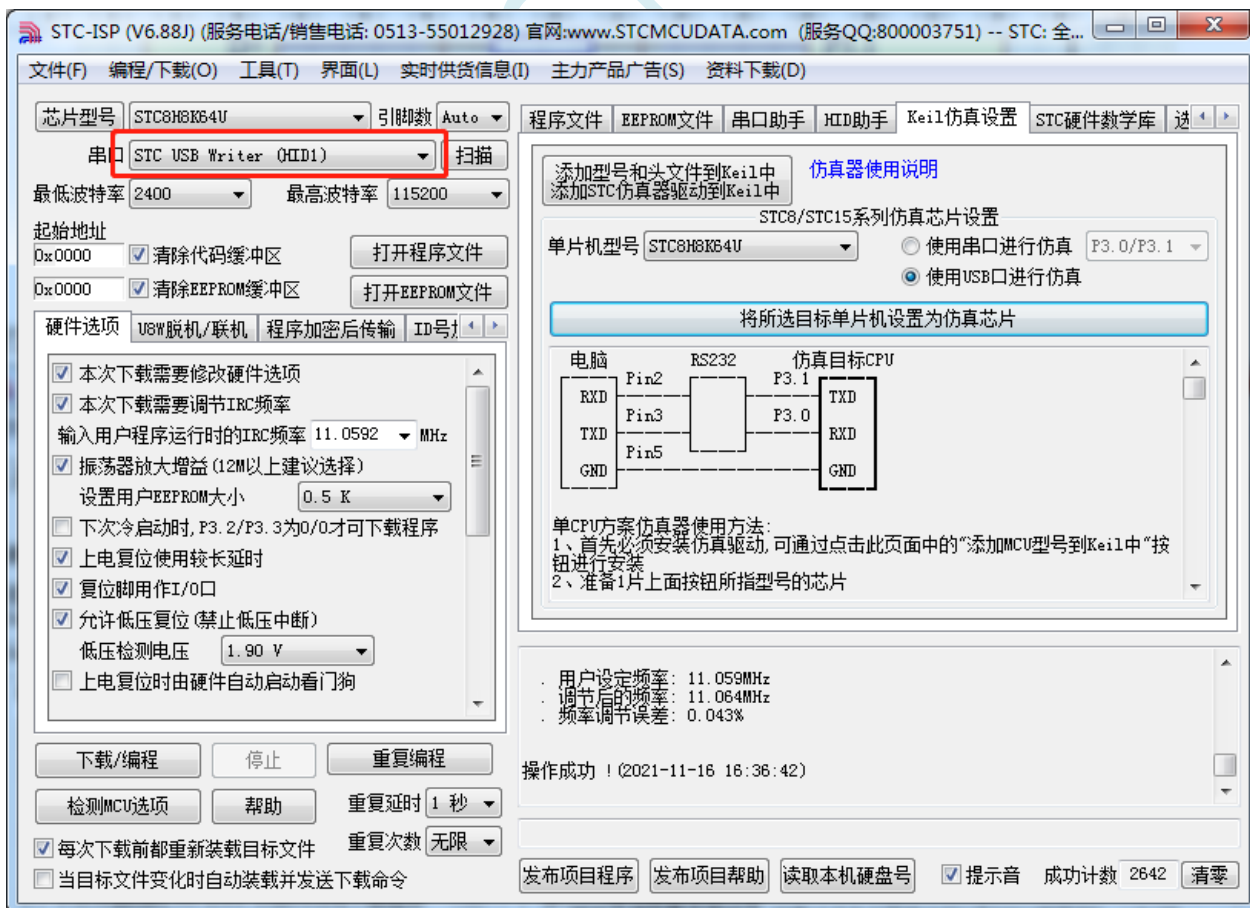 STC-ISP (V6.88J) (服务电话/销售电话: 0513-55012928) 官网:www.STCMCUDATA.com (服务QQ:800003751) -- STC: 全...
文件(F) 编程/下载(O) 工具(T) 界面(L) 实时供货信息(I) 主力产品广告(S) 资料下载(D)
芯片型号 STC8H8K64U 引脚数 Auto
串口 STC USB Writer (HID1) 扫描
最低波特率 2400 最高波特率 115200
起始地址
0x0000 清除代码缓冲区 打开程序文件
0x0000 清除EEPROM缓冲区 打开EEPROM文件
硬件选项 U8W脱机/联机 程序加密后传输 ID号
本次下载需要修改硬件选项
本次下载需要调节IRC频率
输入用户程序运行时的IRC频率 11.0592 MHz
振荡器放大增益(12M以上建议选择)
设置用户EEPROM大小 0.5 K
下次冷启动时,P3.2/P3.3为0/0才可下载程序
上电复位使用较长延时
复位脚用作I/O口
允许低压复位(禁止低压中断)
低压检测电压 1.90 V
上电复位时由硬件自动启动看门狗
下载/编程 停止 重复编程
检测MCU选项 帮助 重复延时 1 秒
每次下载前都重新装载目标文件 重复次数 无限
当目标文件变化时自动装载并发送下载命令
程序文件 EEPROM文件 串口助手 HID助手 Keil仿真设置 STC硬件数学库 选
添加型号和头文件到Keil中
添加STC仿真器驱动到Keil中
仿真器使用说明
STC8/STC15系列仿真芯片设置
单片机型号 STC8H8K64U 使用串口进行仿真 P3.0/P3.1
使用USB口进行仿真
将所选目标单片机设置为仿真芯片
电脑 RS232 仿真目标CPU
RXD Pin2 P3.1 TXD
TXD Pin3 P3.0 RXD
GND Pin5 GND
单CPU方案仿真器使用方法:
1、首先必须安装仿真驱动,可通过点击此页面中的“添加MCU型号到Keil中”按
钮进行安装
2、准备1片上面按钮所指型号的芯片
. 用户设定频率: 11.059MHz
. 调节后的频率: 11.064MHz
. 频率调节误差: 0.043%
操作成功 !(2021-11-16 16:36:42)
发布项目程序 发布项目帮助 读取本机硬盘号 提示音 成功计数 2642 清零